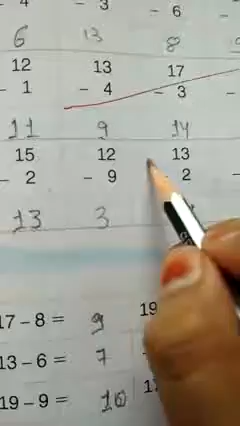 - 4 - 3 - 6 -
6 13 8
12 13 17
- 1 - 4 - 3 -
11 9 14
15 12 13
- 2 - 9 2 -
13 3
17 - 8 = 9 19
13 - 6 = 7
19 - 9 = 10 1